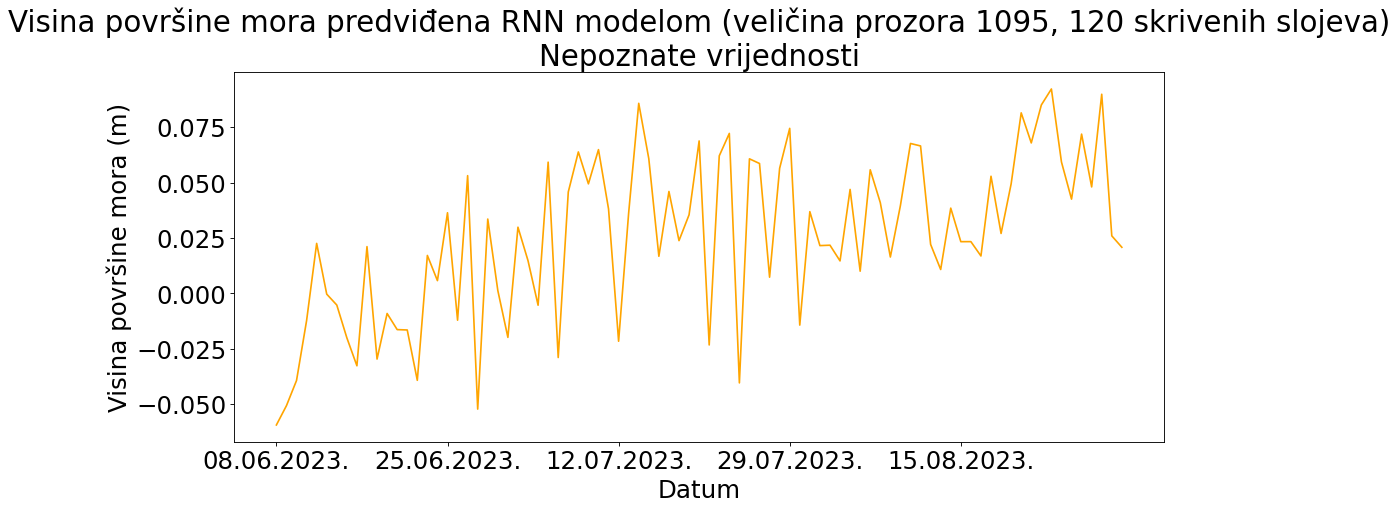 Visina površine mora predviđena RNN modelom (veličina prozora 1095, 120 skrivenih slojeva)
Nepoznate vrijednosti
Visina površine mora (m)
0.075
0.050
0.025
0.000
−0.025
−0.050
08.06.2023. 25.06.2023. 12.07.2023. 29.07.2023. 15.08.2023.
Datum